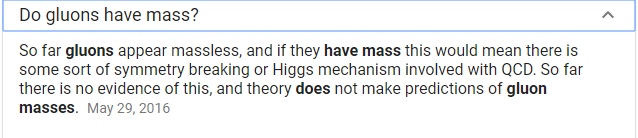 Do gluons have mass?
So far gluons appear massless, and if they have mass this would mean there is
some sort of symmetry breaking or Higgs mechanism involved with QCD. So far
there is no evidence of this, and theory does not make predictions of gluon
masses. May 29, 2016